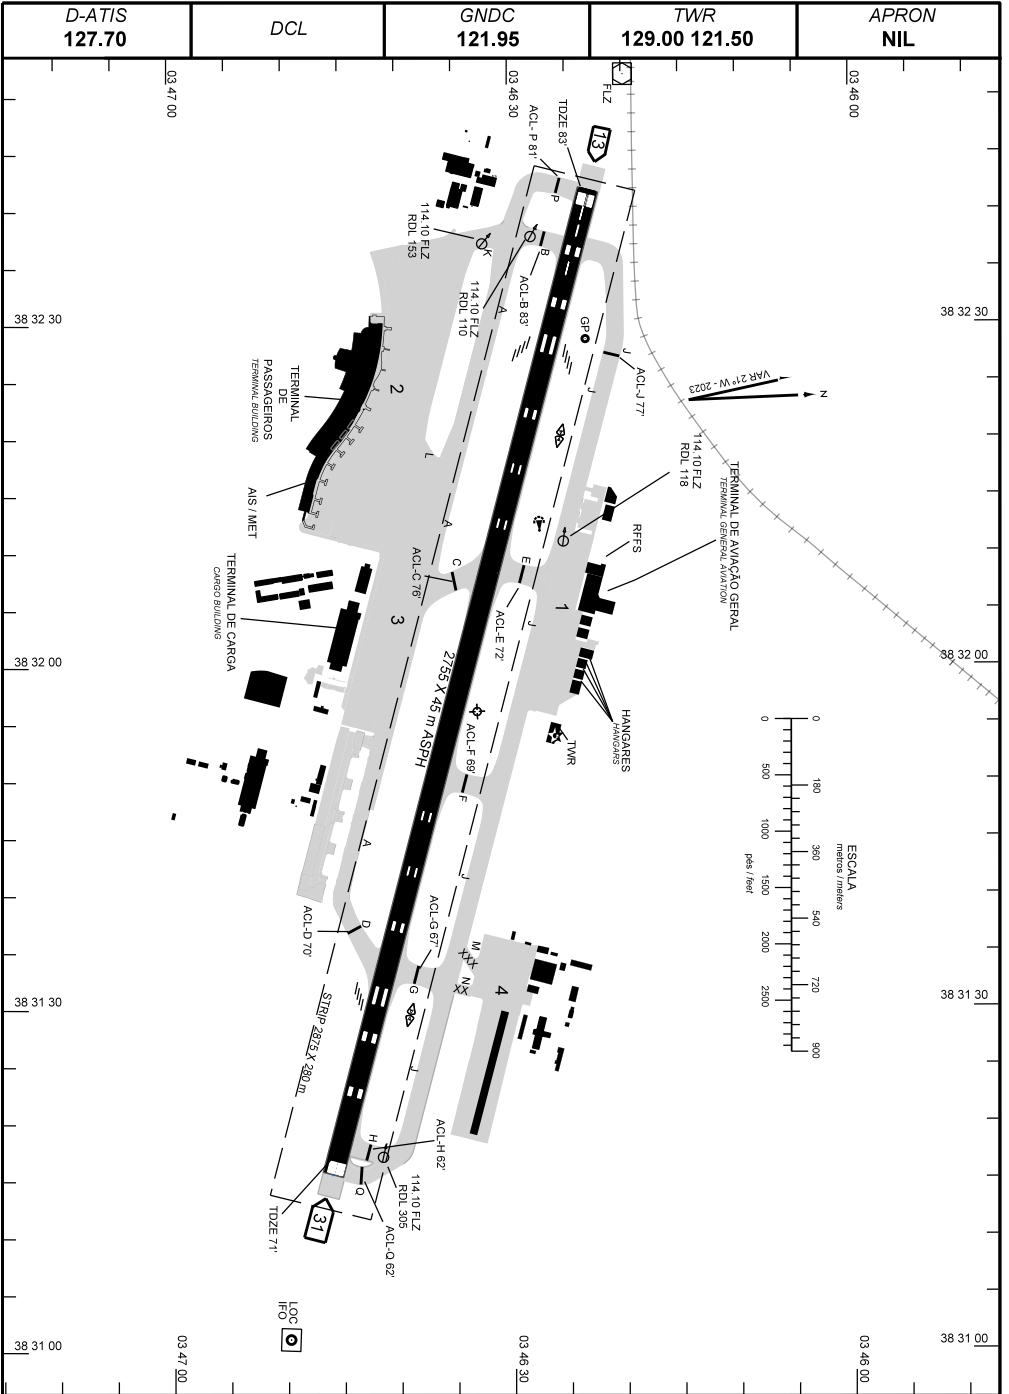 D-ATIS
127.70
DCL
GNDC
121.95
TWR
129.00 121.50
APRON
NIL
03 47 00
03 46 30
03 46 00
FLZ
13
TDZE 83'
ACL- P 81'
P
114.10 FLZ
RDL 153
K
B
114.10 FLZ
RDL 110
ACL-B 83'
A
GP
38 32 30
38 32 30
J
ACL-J 77'
VAR 21° W - 2023
N
J
TERMINAL
DE
PASSAGEIROS
TERMINAL BUILDING
2
L
114.10 FLZ
RDL 118
AIS / MET
A
RFFS
TERMINAL DE AVIAÇÃO GERAL
TERMINAL GENERAL AVIATION
C
ACL-C 76'
E
ACL-E 72'
1
J
TERMINAL DE CARGA
CARGO BUILDING
3
38 32 00
38 32 00
2755 X 45 m ASPH
ACL-F 69'
F
TWR
HANGARES
HANGARS
ESCALA
metros / meters
0
180
360
540
720
900
0
500
1000
1500
2000
2500
pés / feet
A
J
D
ACL-D 70'
ACL-G 67'
G
M
XXX
N
XX
4
38 31 30
38 31 30
STRIP 2875 X 280 m
J
H
ACL-H 62'
Q
114.10 FLZ
RDL 305
ACL-Q 62'
TDZE 71'
31
LOC
IFO
38 31 00
38 31 00
03 47 00
03 46 30
03 46 00